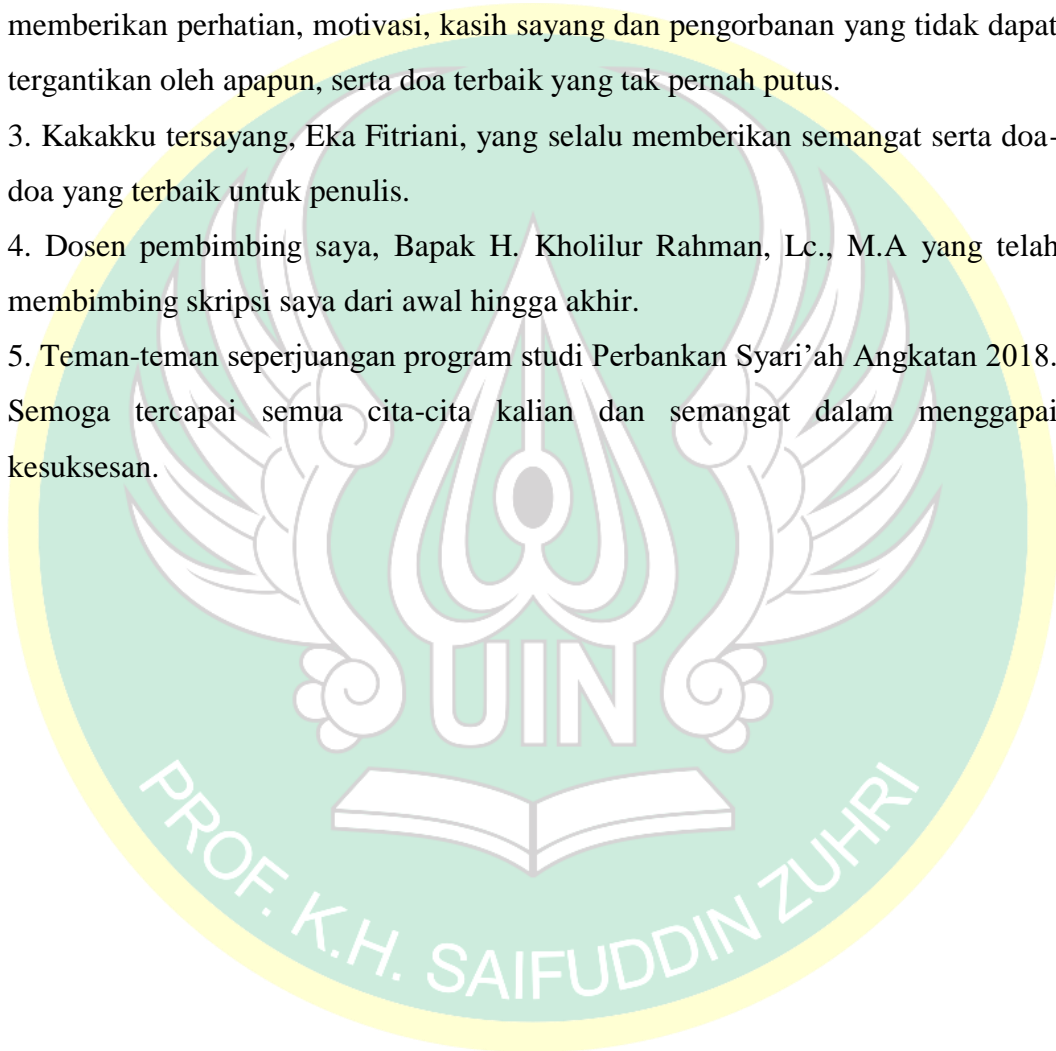 memberikan perhatian, motivasi, kasih sayang dan pengorbanan yang tidak dapat
tergantikan oleh apapun, serta doa terbaik yang tak pernah putus.
3. Kakakku tersayang, Eka Fitriani, yang selalu memberikan semangat serta doa-
doa yang terbaik untuk penulis.
4. Dosen pembimbing saya, Bapak H. Kholilur Rahman, Lc., M.A yang telah
membimbing skripsi saya dari awal hingga akhir.
5. Teman-teman seperjuangan program studi Perbankan Syari’ah Angkatan 2018.
Semoga tercapai semua cita-cita kalian dan semangat dalam menggapai
kesuksesan.
UIN
PROF. K.H. SAIFUDDIN ZUHRI